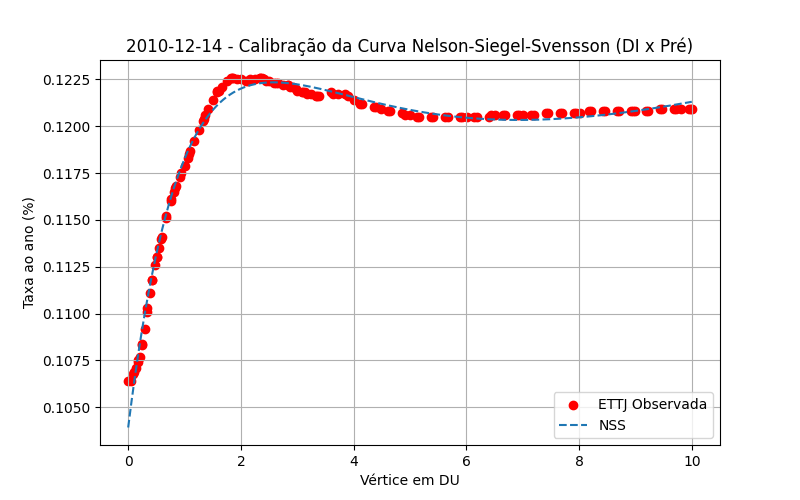 2010-12-14 - Calibração da Curva Nelson-Siegel-Svensson (DI x Pré)
Taxa ao ano (%)
0.1225
0.1200
0.1175
0.1150
0.1125
0.1100
0.1075
0.1050
ETTJ Observada
NSS
0 2 4 6 8 10
Vértice em DU